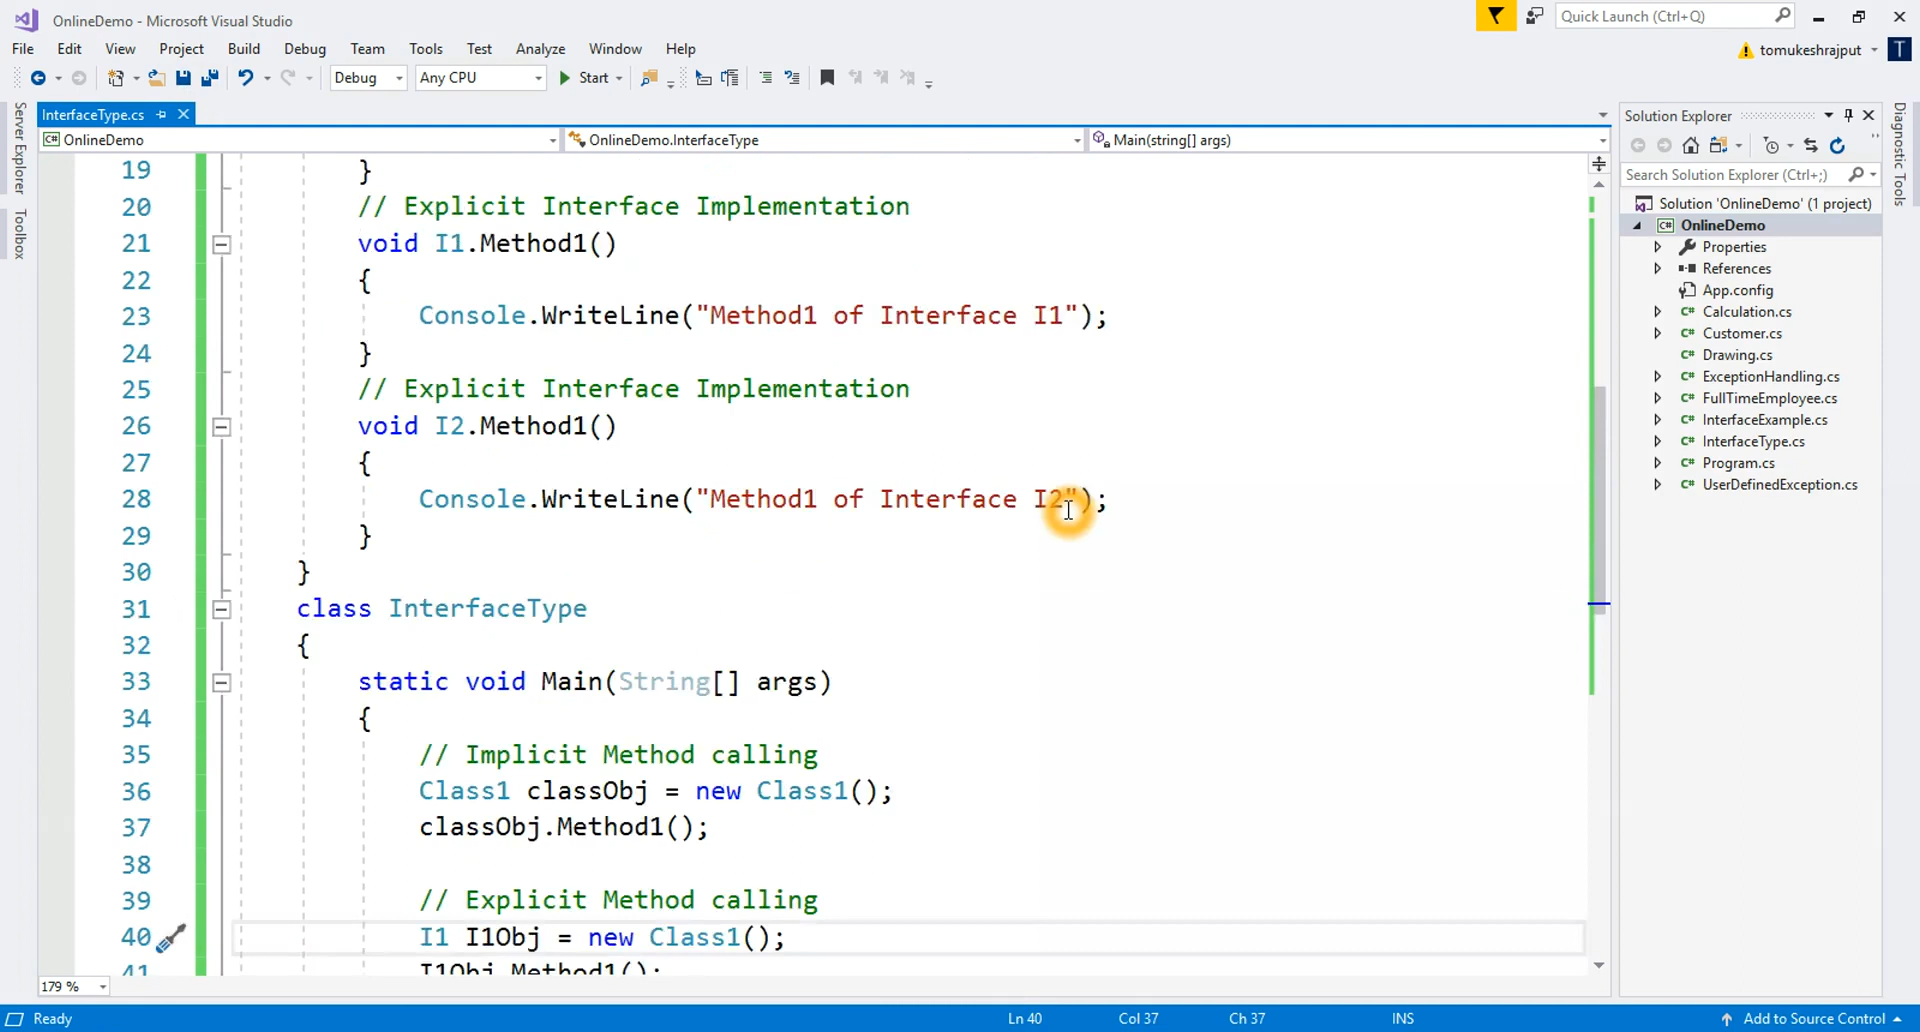 OnlineDemo - Microsoft Visual Studio
Quick Launch (Ctrl+Q)
File Edit View Project Build Debug Team Tools Test Analyze Window Help
tomukeshrajput
T
Debug Any CPU Start
Server Explorer
Toolbox
InterfaceType.cs
C# OnlineDemo
OnlineDemo.InterfaceType
Main(string[] args)
19 }
20 // Explicit Interface Implementation
21 void I1.Method1()
22 {
23 Console.WriteLine("Method1 of Interface I1");
24 }
25 // Explicit Interface Implementation
26 void I2.Method1()
27 {
28 Console.WriteLine("Method1 of Interface I2");
29 }
30 }
31 class InterfaceType
32 {
33 static void Main(String[] args)
34 {
35 // Implicit Method calling
36 Class1 classObj = new Class1();
37 classObj.Method1();
38
39 // Explicit Method calling
40 I1 I1Obj = new Class1();
41 I1Obj.Method1();
179 %
Solution Explorer
Search Solution Explorer (Ctrl+;)
Solution 'OnlineDemo' (1 project)
C# OnlineDemo
Properties
References
App.config
C# Calculation.cs
C# Customer.cs
C# Drawing.cs
C# ExceptionHandling.cs
C# FullTimeEmployee.cs
C# InterfaceExample.cs
C# InterfaceType.cs
C# Program.cs
C# UserDefinedException.cs
Diagnostic Tools
Ready
Ln 40 Col 37 Ch 37 INS
Add to Source Control